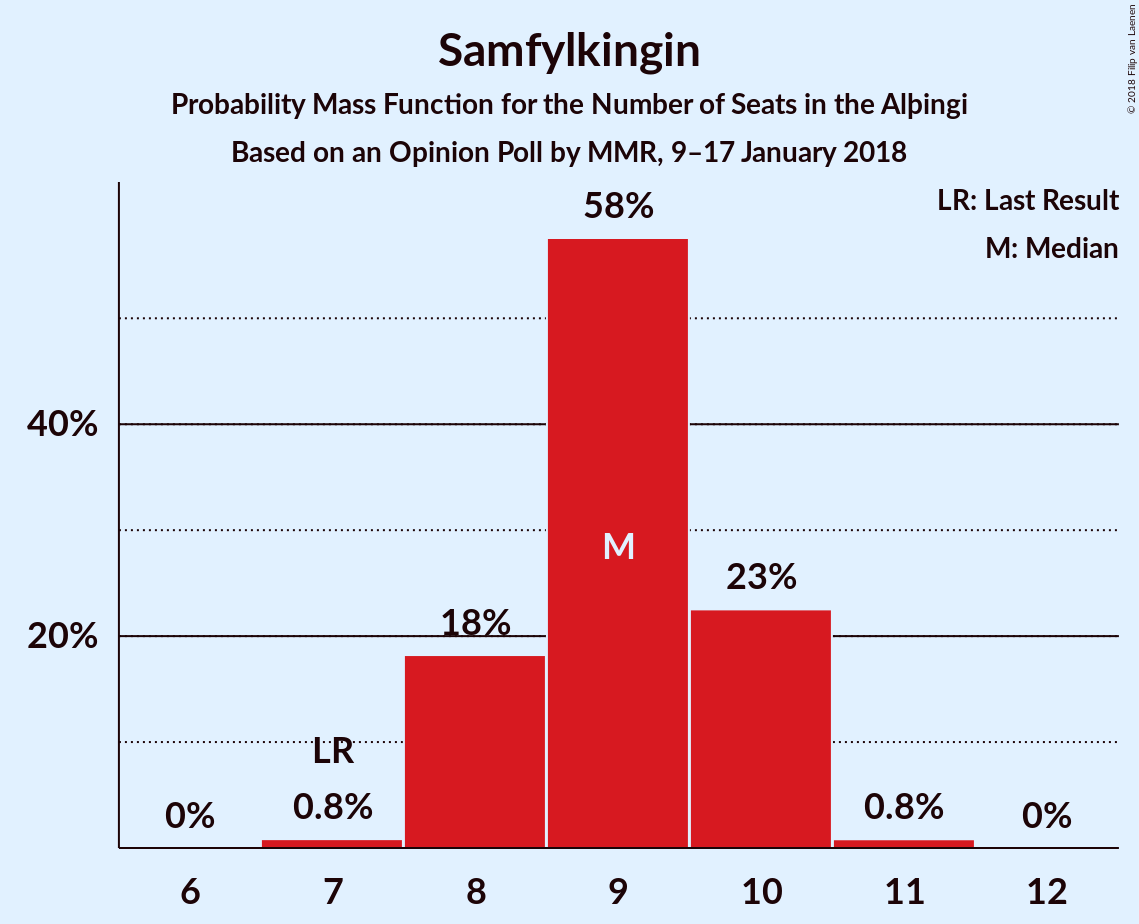 Samfylkingin
Probability Mass Function for the Number of Seats in the Alþingi
Based on an Opinion Poll by MMR, 9–17 January 2018
© 2018 Filip van Laenen
LR: Last Result
M: Median
58%
40%
M
23%
18%
20%
LR
0%
0.8%
0.8%
0%
6
7
8
9
10
11
12